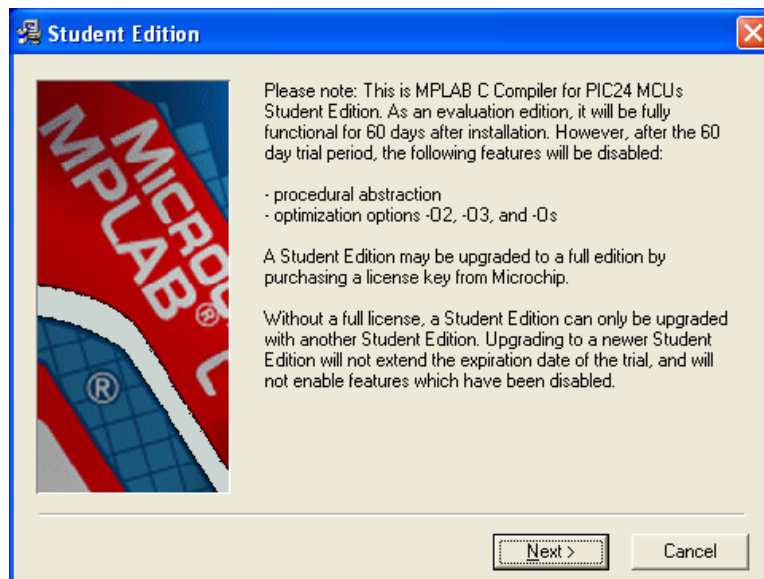 Student Edition
Please note: This is MPLAB C Compiler for PIC24 MCUs
Student Edition. As an evaluation edition, it will be fully
functional for 60 days after installation. However, after the 60
day trial period, the following features will be disabled:
- procedural abstraction
- optimization options -O2, -O3, and -Os
A Student Edition may be upgraded to a full edition by
purchasing a license key from Microchip.
Without a full license, a Student Edition can only be upgraded
with another Student Edition. Upgrading to a newer Student
Edition will not extend the expiration date of the trial, and will
not enable features which have been disabled.
MPLAB® C
®
Next >
Cancel